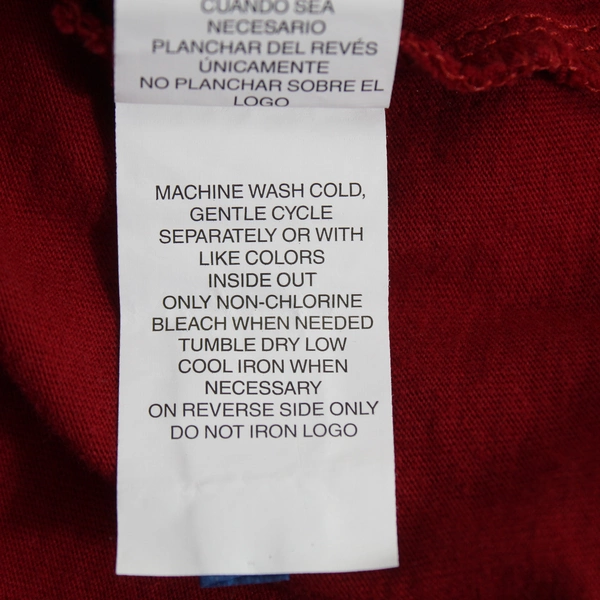 CUANDO SEA
NECESARIO
PLANCHAR DEL REVÉS
ÚNICAMENTE
NO PLANCHAR SOBRE EL
LOGO
MACHINE WASH COLD,
GENTLE CYCLE
SEPARATELY OR WITH
LIKE COLORS
INSIDE OUT
ONLY NON-CHLORINE
BLEACH WHEN NEEDED
TUMBLE DRY LOW
COOL IRON WHEN
NECESSARY
ON REVERSE SIDE ONLY
DO NOT IRON LOGO